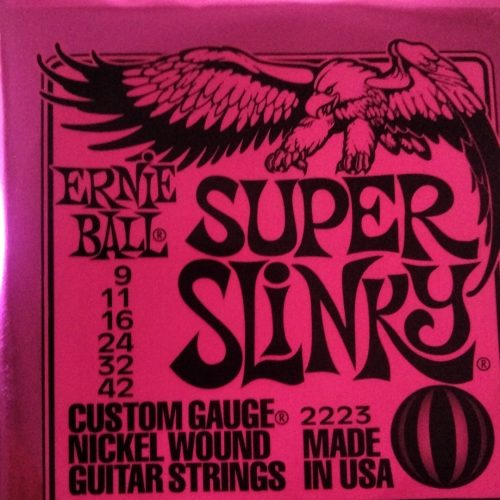 ERNIE
BALL®
SUPER
SLINKY®
9
11
16
24
32
42
CUSTOM GAUGE®
NICKEL WOUND
GUITAR STRINGS
2223
MADE
IN USA